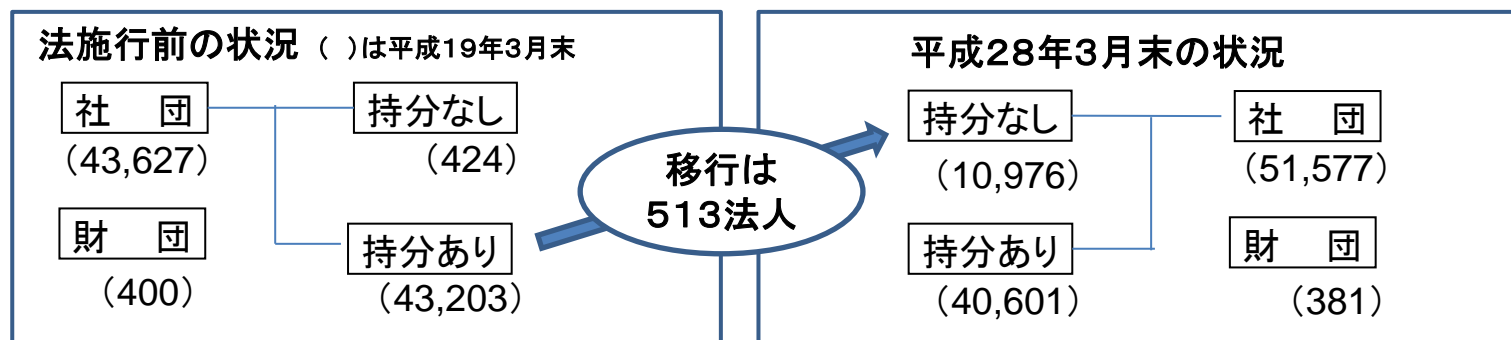 法施行前の状況 （ ）は平成19年3月末
社 団
（43,627）
持分なし
（424）
財 団
（400）
持分あり
（43,203）
移行は
513法人
平成28年3月末の状況
持分なし
（10,976）
社 団
（51,577）
持分あり
（40,601）
財 団
（381）